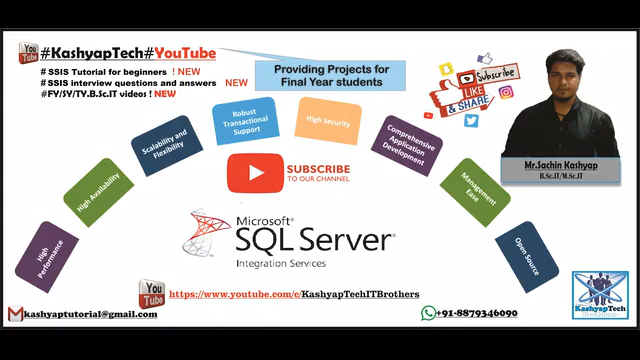 You
Tube
#KashyapTech#YouTube
# SSIS Tutorial for beginners ! NEW
# SSIS interview questions and answers NEW
#FY/SY/TY.B.Sc.IT videos ! NEW
Providing Projects for
Final Year students
Subscribe
LIKE
& SHARE
Mr.Sachin Kashyap
B.Sc.IT/M.Sc.IT
High
Performance
High Availability
Scalability and
Flexibility
Robust
Transactional
Support
High Security
Comprehensive
Application
Development
Management
Ease
Open Source
SUBSCRIBE
TO OUR CHANNEL
Microsoft®
SQL Server®
Integration Services
You
Tube
https://www.youtube.com/c/KashyapTechITBrothers
kashyaptutorial@gmail.com
+91-8879346090
KashyapTech